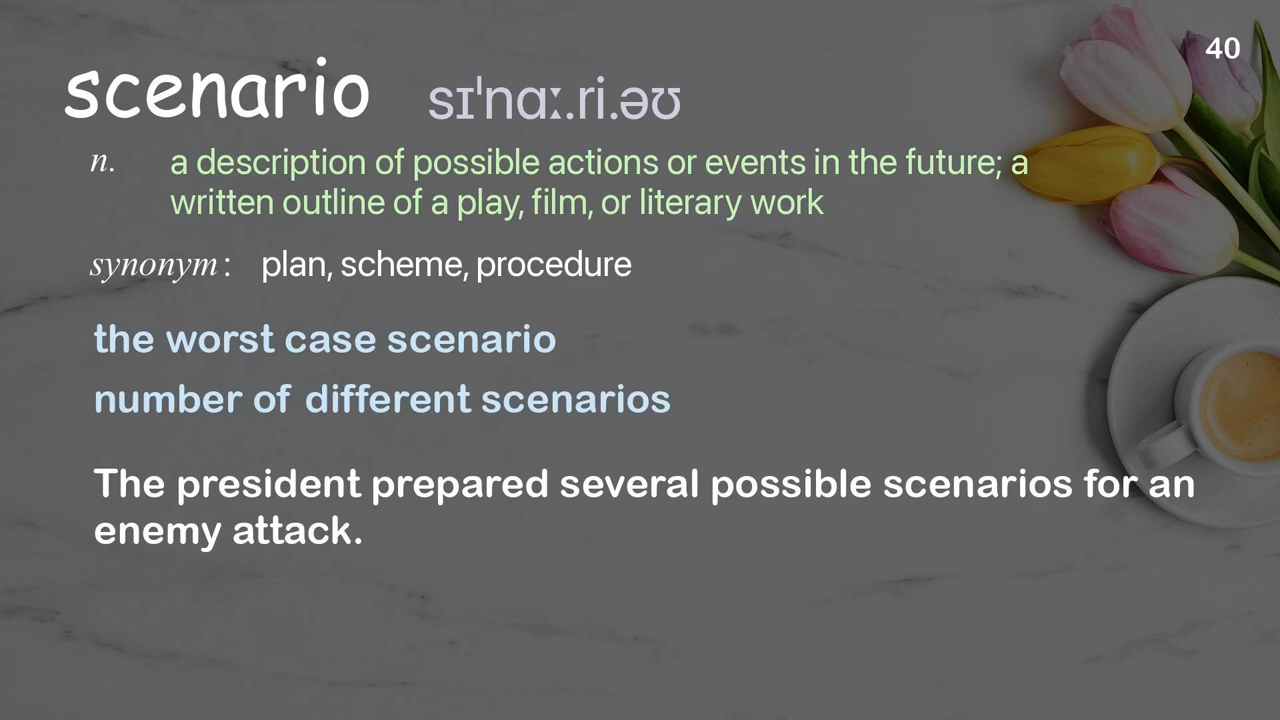 40
scenario sɪˈnɑː.ri.əʊ
n. a description of possible actions or events in the future; a
written outline of a play, film, or literary work
synonym: plan, scheme, procedure
the worst case scenario
number of different scenarios
The president prepared several possible scenarios for an
enemy attack.